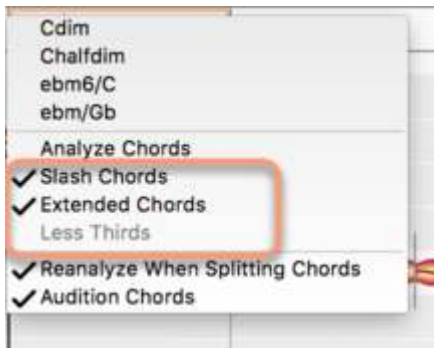 Cdim
Chalfdim
ebm6/C
ebm/Gb
Analyze Chords
Slash Chords
Extended Chords
Less Thirds
Reanalyze When Splitting Chords
Audition Chords